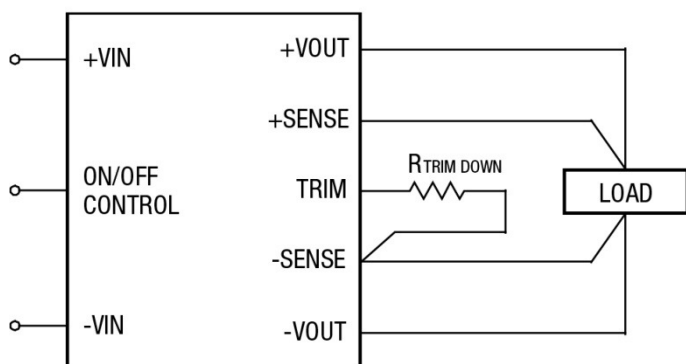 +VIN
ON/OFF
CONTROL
-VIN
+VOUT
+SENSE
TRIM
-SENSE
-VOUT
RTRIM DOWN
LOAD